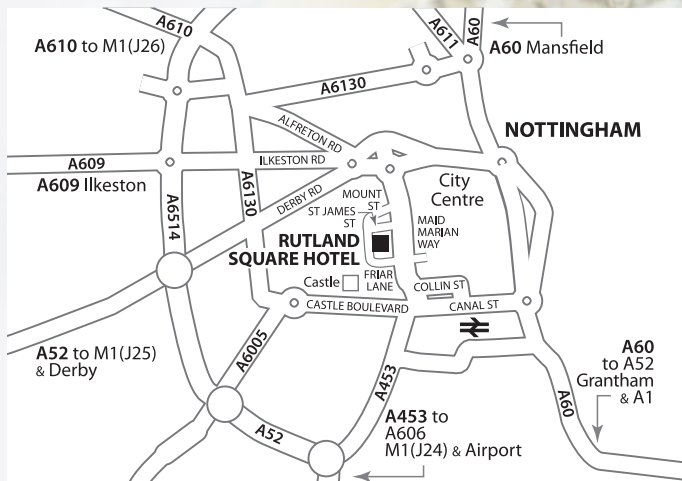 A610
A610 to M1(J26)
A611
A60
A60 Mansfield
A6130
ALFRETON RD
NOTTINGHAM
A609
ILKESTON RD
A609 Ilkeston
A6130
A6514
DERBY RD
MOUNT
ST
ST JAMES
ST
City
Centre
MAID
MARIAN
WAY
RUTLAND
SQUARE HOTEL
Castle
FRIAR
LANE
COLLIN ST
CASTLE BOULEVARD
CANAL ST
A52 to M1(J25)
& Derby
A6005
A453
A60
to A52
Grantham
& A1
A60
A52
A453 to
A606
M1(J24) & Airport